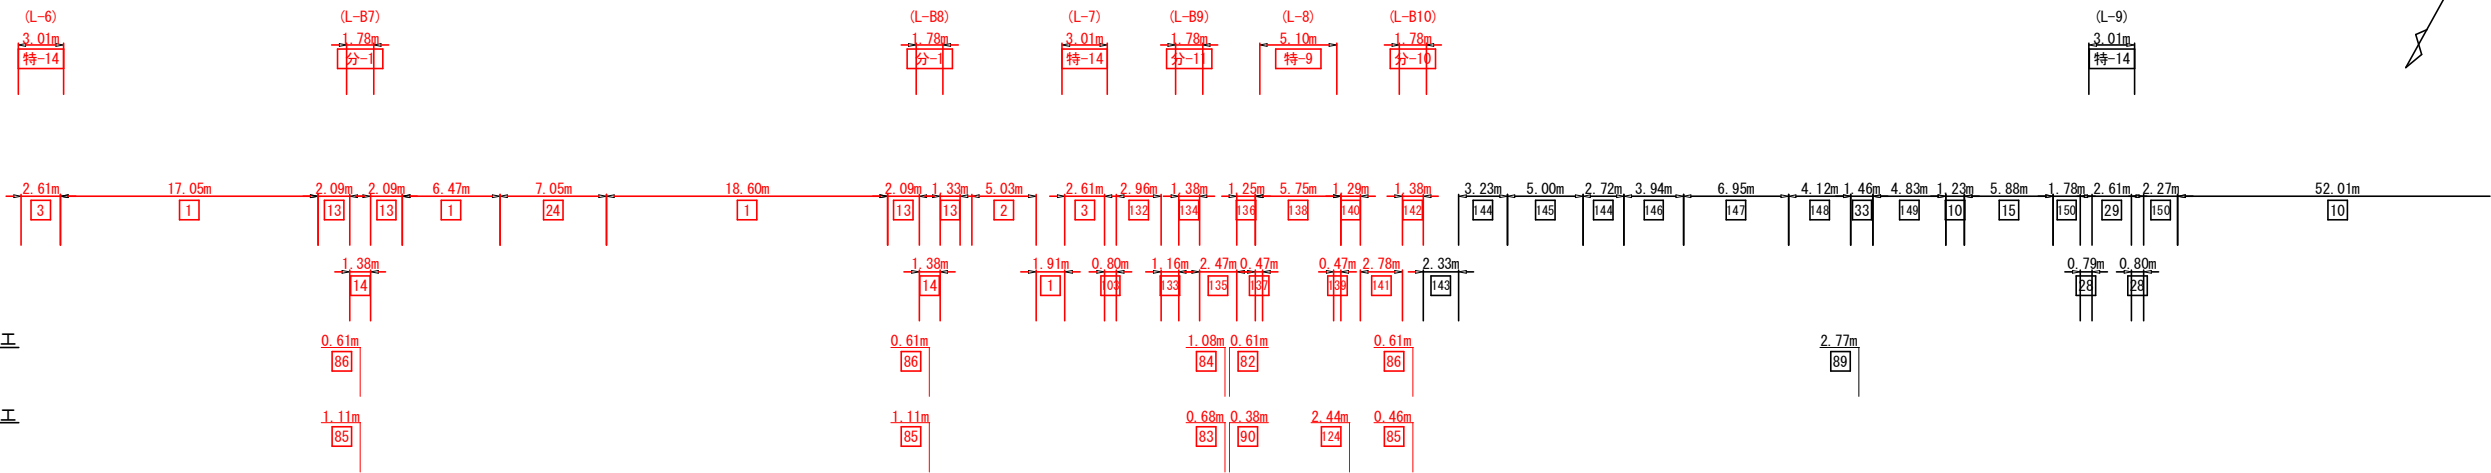 (L-6) (L-B7) (L-B8) (L-7) (L-B9) (L-8) (L-B10) (L-9)
3.01m 1.78m 1.78m 3.01m 1.78m 5.10m 1.78m 3.01m
特-14 分-1 分-1 特-14 分-11 特-9 分-10 特-14
2.61m 17.05m 2.09m 2.09m 6.47m 7.05m 18.60m 2.09m 1.33m 5.03m 2.61m 2.96m 1.38m 1.25m 5.75m 1.29m 1.38m 3.23m 5.00m 2.72m 3.94m 6.95m 4.12m 1.46m 4.83m 1.23m 5.88m 1.78m 2.61m 2.27m 52.01m
3 1 13 13 1 24 1 13 13 2 3 132 134 136 138 140 142 144 145 144 146 147 148 33 149 10 15 150 29 150 10
1.38m 1.38m 1.91m 0.80m 1.16m 2.47m 0.47m 0.47m 2.78m 2.33m 0.79m 0.80m
14 14 1 103 133 135 137 139 141 143 28 28
工 0.61m 0.61m 1.08m 0.61m 0.61m 2.77m
86 86 84 82 86 89
工 1.11m 1.11m 0.68m 0.38m 2.44m 0.46m
85 85 83 90 124 85